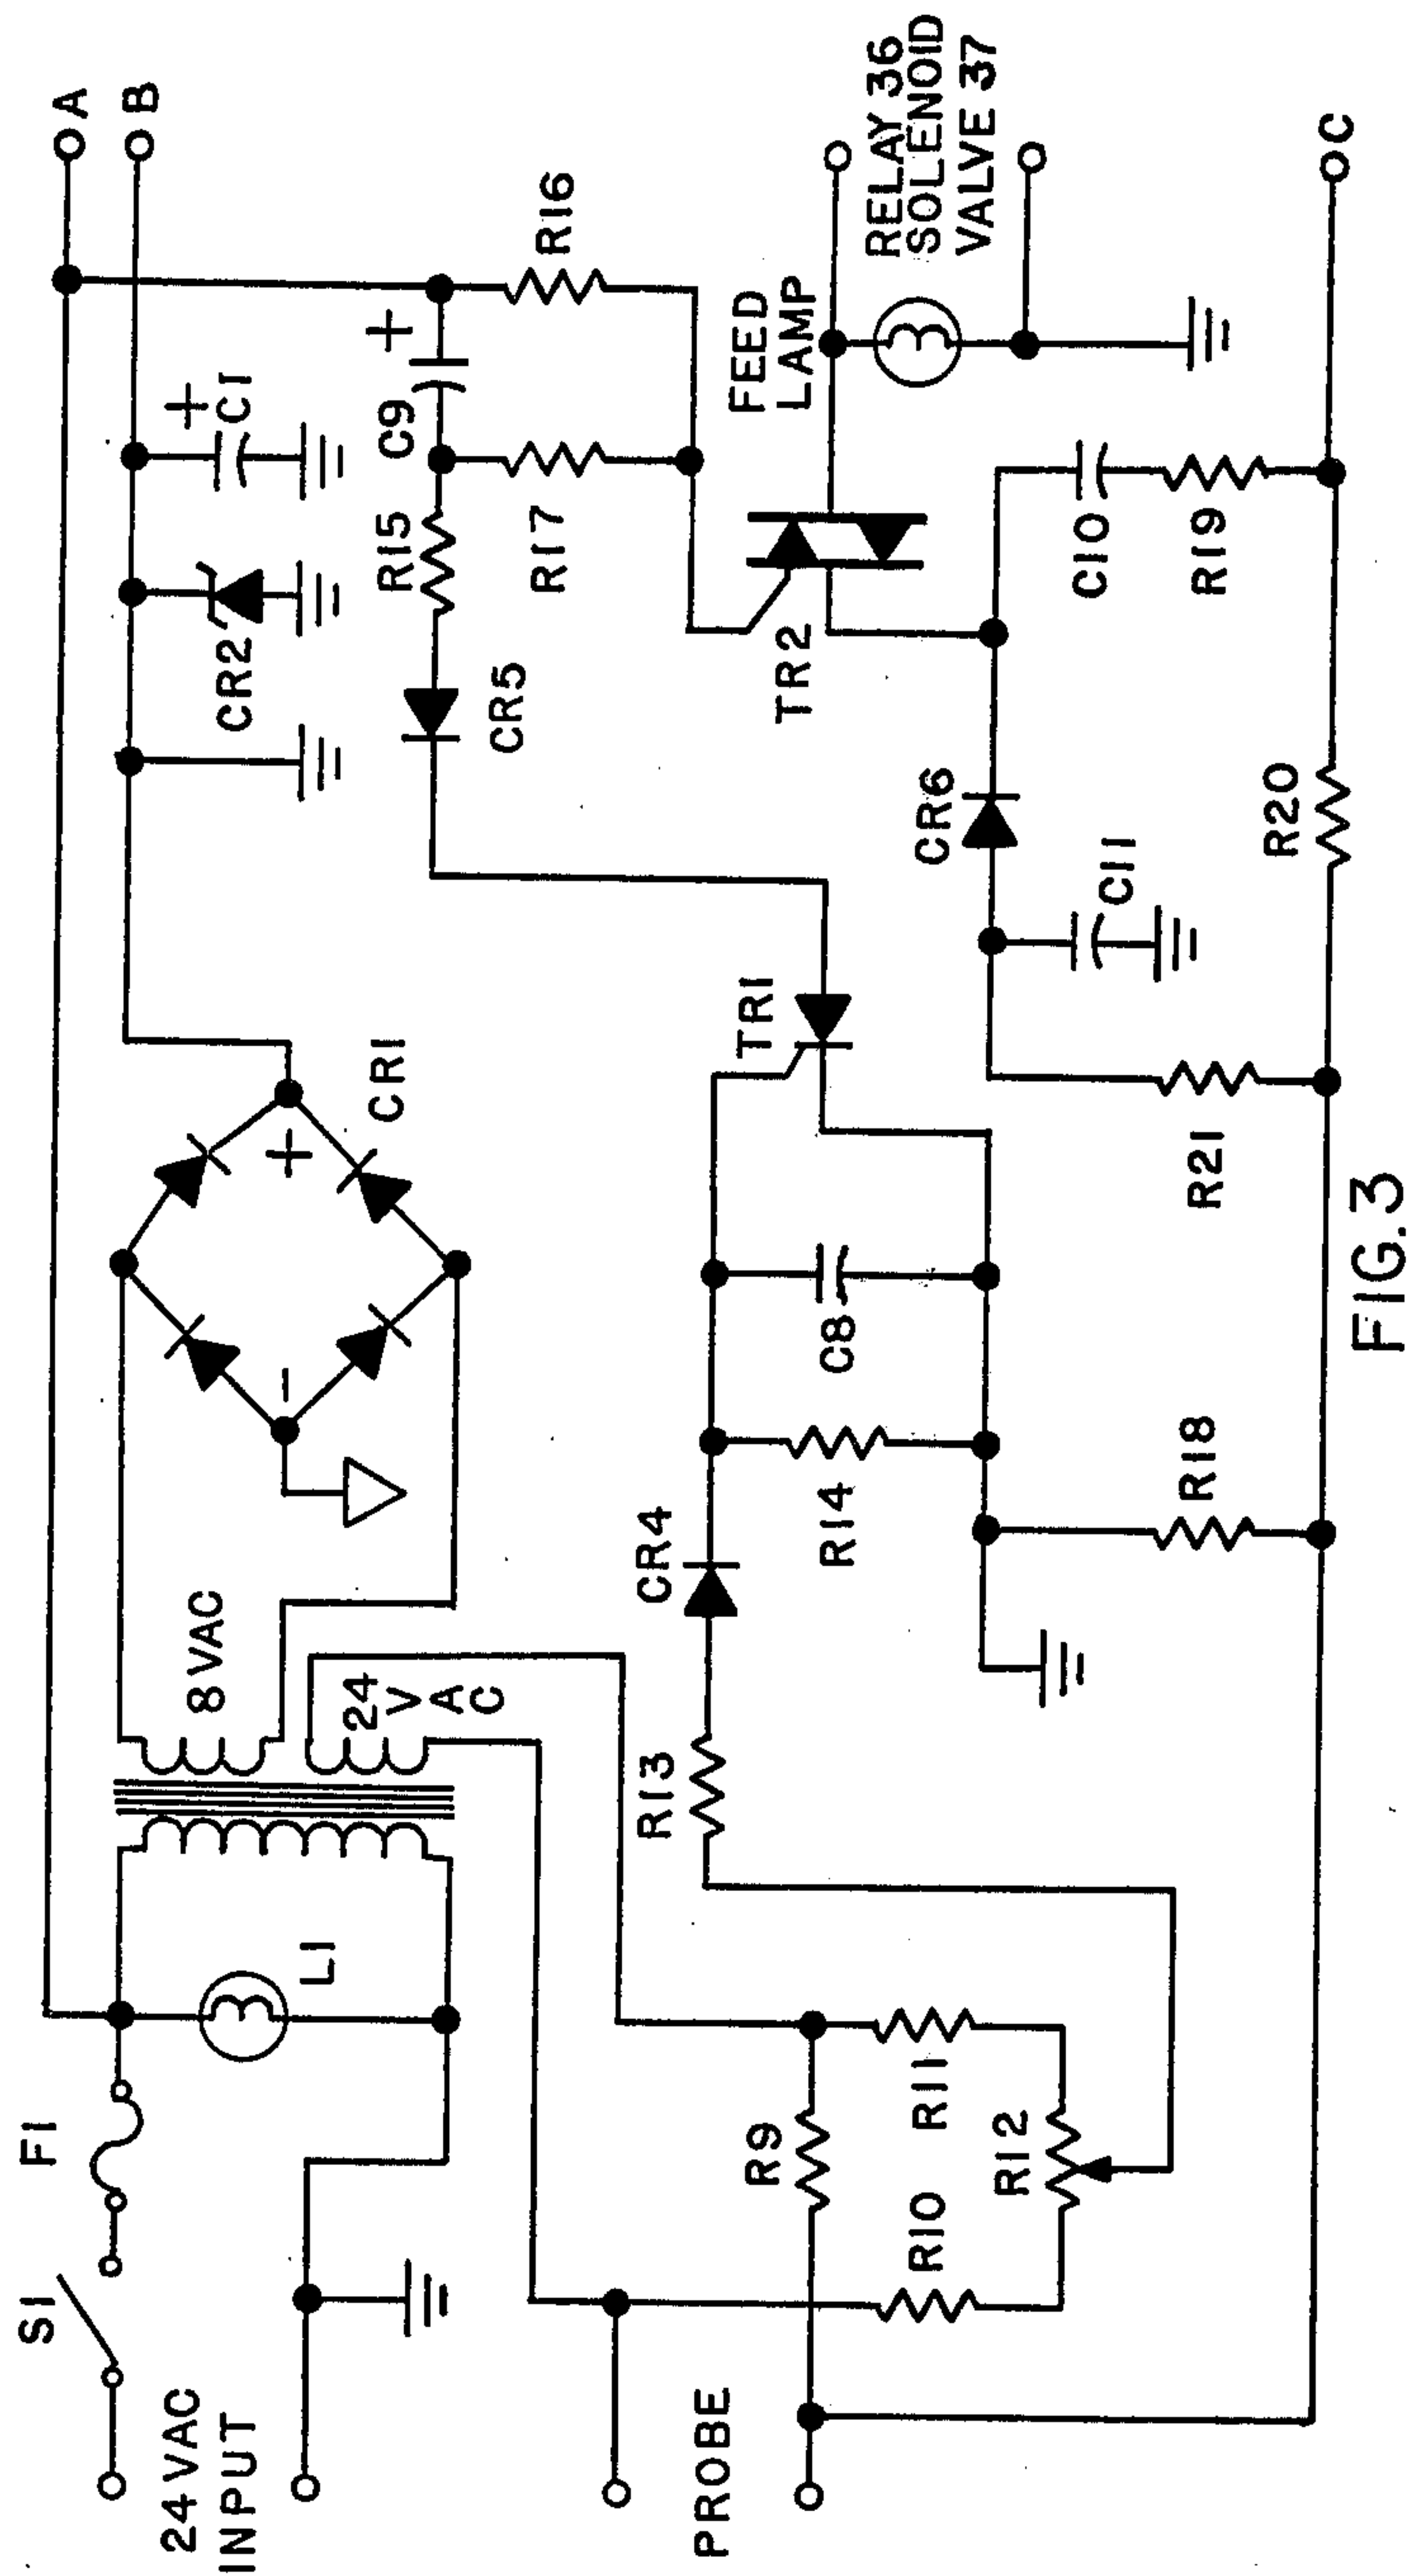 S1
F1
24 VAC
INPUT
L1
8 VAC
24
V
A
C
+
-
CR1
CR2
+
C1
A
B
PROBE
R9
R10
R11
R12
R13
CR4
R14
C8
TR1
CR5
R15
C9
+
R16
R17
TR2
FEED
LAMP
RELAY 36
SOLENOID
VALVE 37
CR6
C11
C10
R19
R18
R21
R20
C
FIG. 3